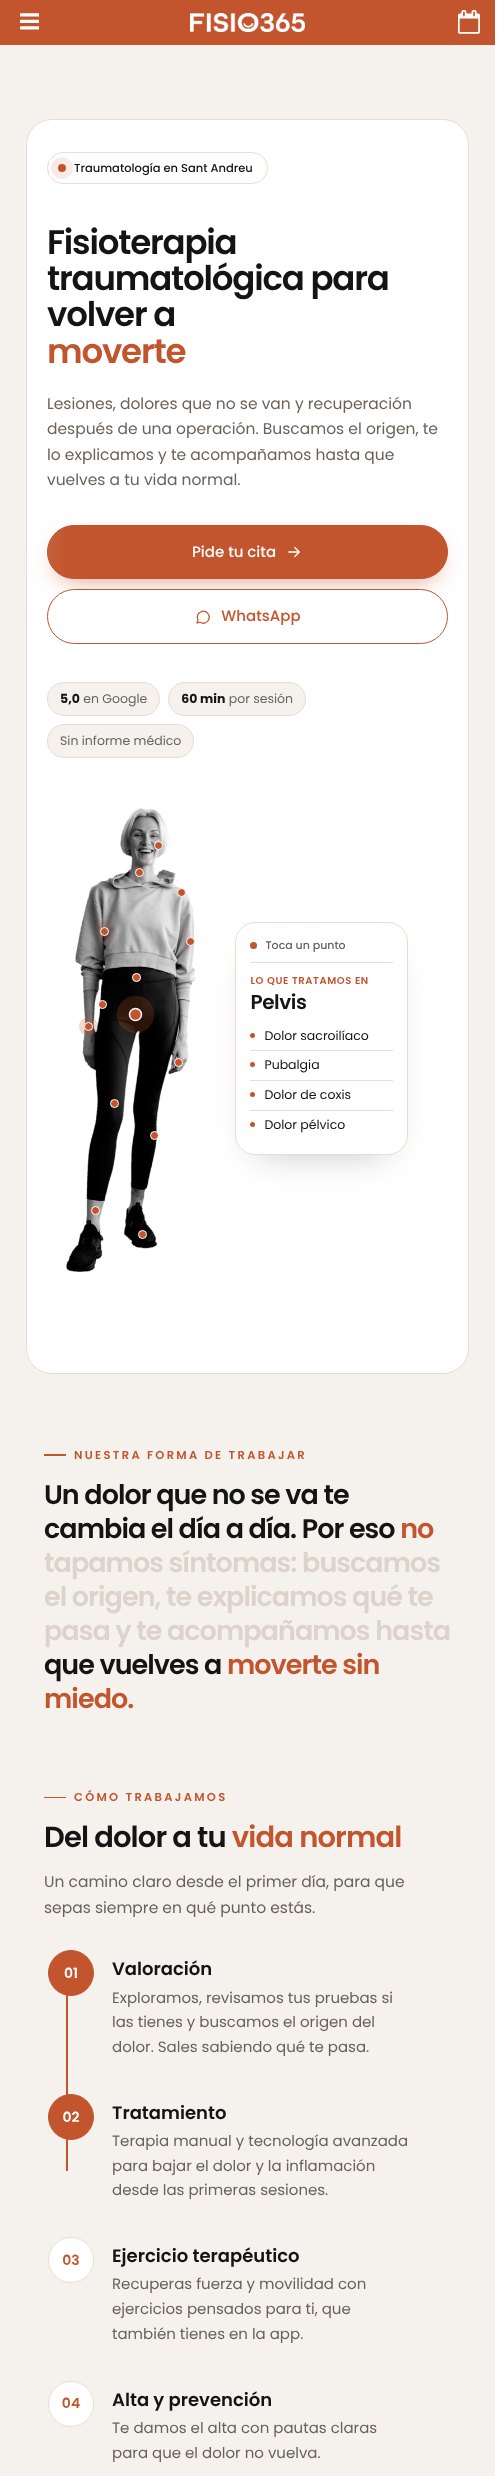 FISIO365
Traumatología en Sant Andreu
Fisioterapia
traumatológica para
volver a
moverte
Lesiones, dolores que no se van y recuperación
después de una operación. Buscamos el origen, te
lo explicamos y te acompañamos hasta que
vuelves a tu vida normal.
Pide tu cita →
WhatsApp
5,0 en Google
60 min por sesión
Sin informe médico
Toca un punto
LO QUE TRATAMOS EN
Pelvis
Dolor sacroilíaco
Pubalgia
Dolor de coxis
Dolor pélvico
NUESTRA FORMA DE TRABAJAR
Un dolor que no se va te
cambia el día a día. Por eso no
tapamos síntomas: buscamos
el origen, te explicamos qué te
pasa y te acompañamos hasta
que vuelves a moverte sin
miedo.
CÓMO TRABAJAMOS
Del dolor a tu vida normal
Un camino claro desde el primer día, para que
sepas siempre en qué punto estás.
01
Valoración
Exploramos, revisamos tus pruebas si
las tienes y buscamos el origen del
dolor. Sales sabiendo qué te pasa.
02
Tratamiento
Terapia manual y tecnología avanzada
para bajar el dolor y la inflamación
desde las primeras sesiones.
03
Ejercicio terapéutico
Recuperas fuerza y movilidad con
ejercicios pensados para ti, que
también tienes en la app.
04
Alta y prevención
Te damos el alta con pautas claras
para que el dolor no vuelva.